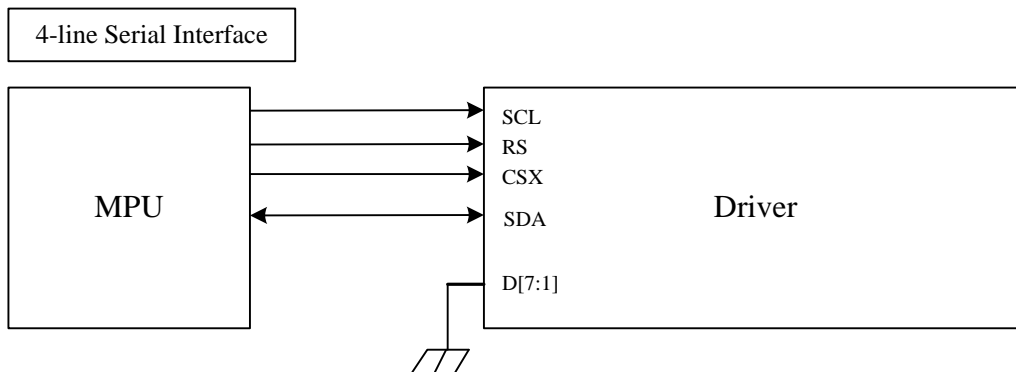 4-line Serial Interface
MPU
SCL
RS
CSX
SDA
D[7:1]
Driver